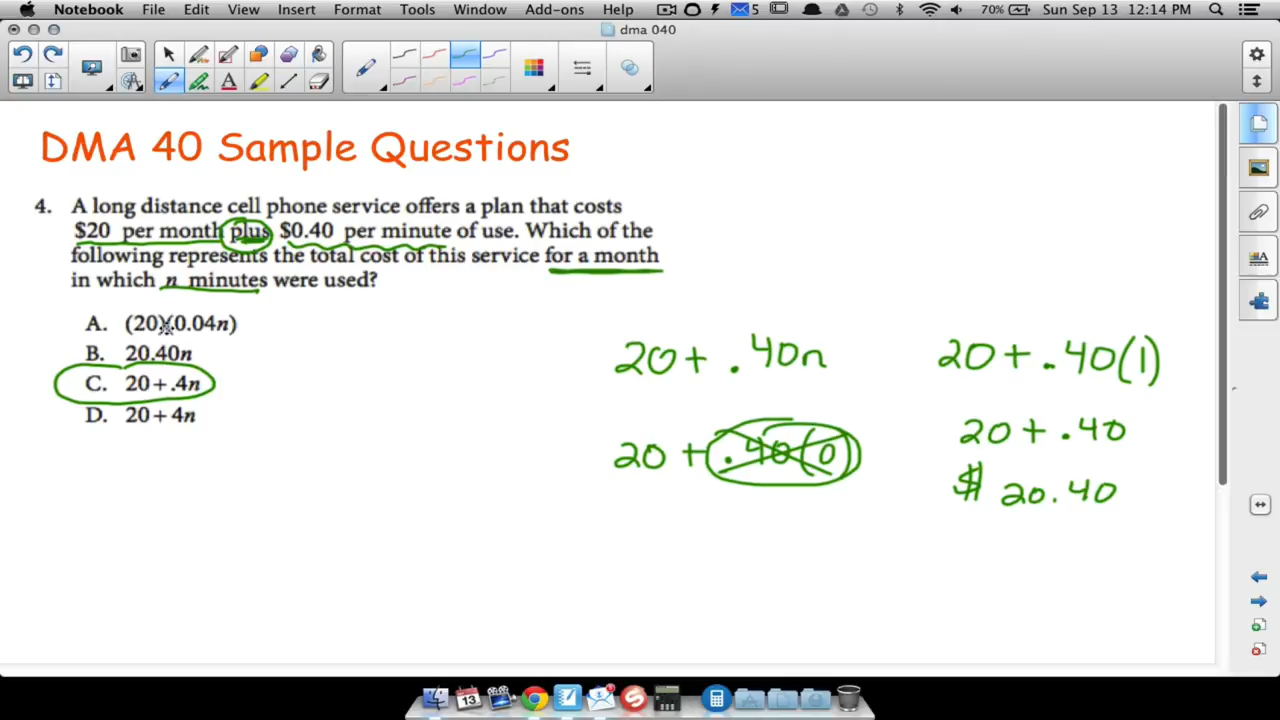 Notebook File Edit View Insert Format Tools Window Add-ons Help 5 70% Sun Sep 13 12:14 PM
dma 040
DMA 40 Sample Questions
4. A long distance cell phone service offers a plan that costs
$20 per month plus $0.40 per minute of use. Which of the
following represents the total cost of this service for a month
in which n minutes were used?
A. (20)(0.04n)
B. 20.40n
C. 20 + .4n
D. 20 + 4n
20 + .40n
20 + .40(0)
20 + .40(1)
20 + .40
$ 20.40
13